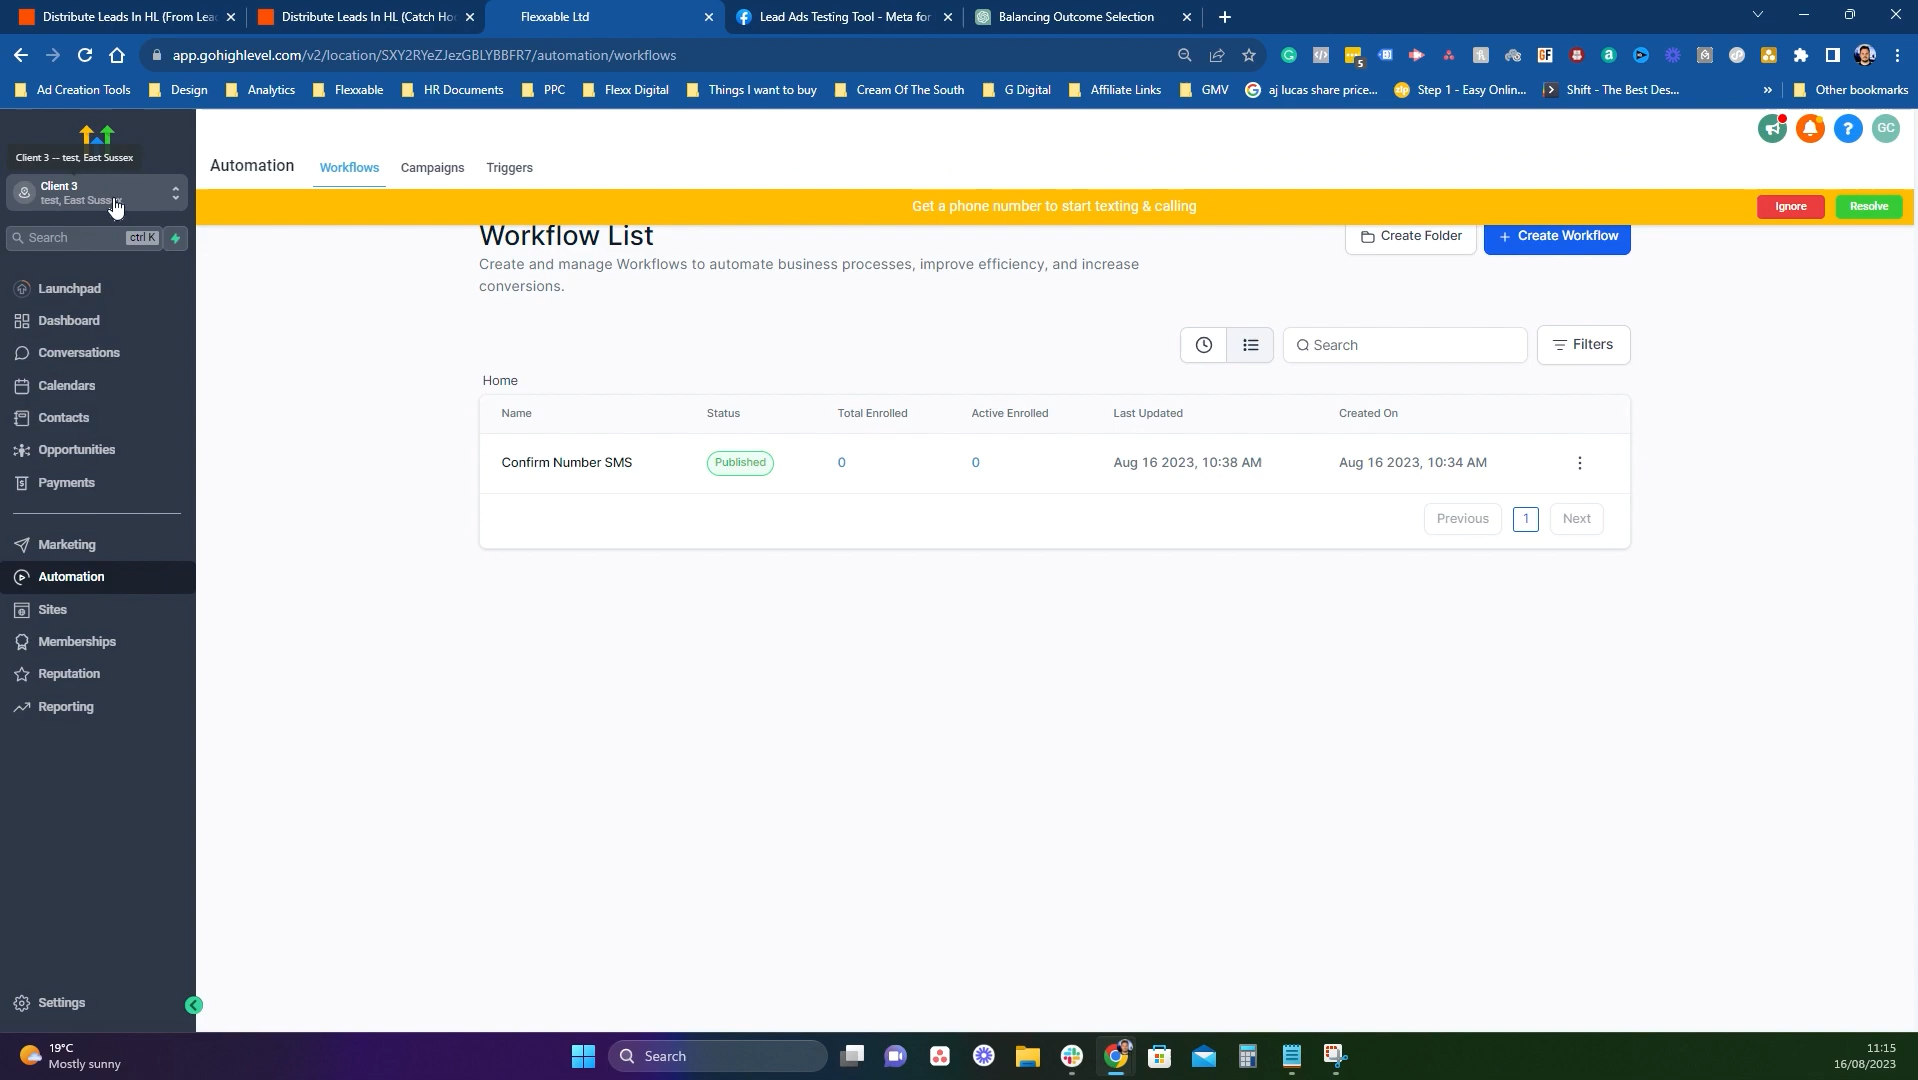 Distribute Leads In HL (From Lea
Distribute Leads In HL (Catch Ho
Flexxable Ltd
Lead Ads Testing Tool - Meta for
Balancing Outcome Selection
app.gohighlevel.com/v2/location/SXY2RYeZJezGBLYBBFR7/automation/workflows
5
GF
Ad Creation Tools
Design
Analytics
Flexxable
HR Documents
PPC
Flexx Digital
Things I want to buy
Cream Of The South
G Digital
Affiliate Links
GMV
aj lucas share price...
Step 1 - Easy Onlin...
Shift - The Best Des...
»
Other bookmarks
GC
Client 3 -- test, East Sussex
Client 3
test, East Sussex
Search
ctrl K
Launchpad
Dashboard
Conversations
Calendars
Contacts
Opportunities
Payments
Marketing
Automation
Sites
Memberships
Reputation
Reporting
Settings
Automation
Workflows
Campaigns
Triggers
Get a phone number to start texting & calling
Ignore
Resolve
Workflow List
Create and manage Workflows to automate business processes, improve efficiency, and increase
conversions.
Create Folder
+ Create Workflow
Search
Filters
Home
Name Status Total Enrolled Active Enrolled Last Updated Created On
Confirm Number SMS Published 0 0 Aug 16 2023, 10:38 AM Aug 16 2023, 10:34 AM
Previous 1 Next
19°C
Mostly sunny
Search
11:15
16/08/2023